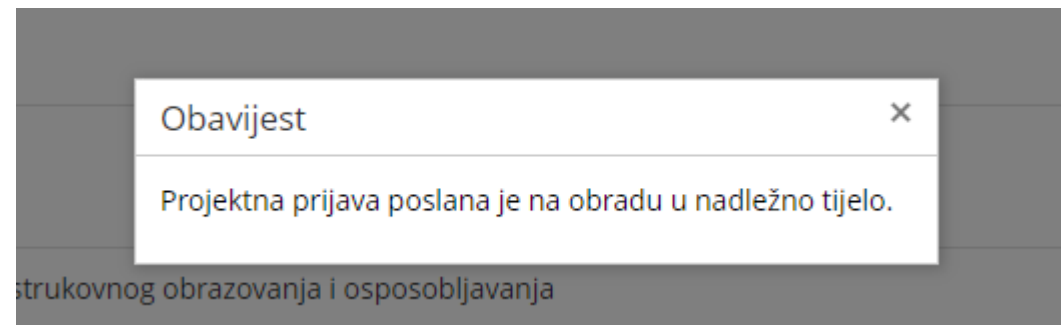 Obavijest
Projektna prijava poslana je na obradu u nadležno tijelo.
strukovnog obrazovanja i osposobljavanja